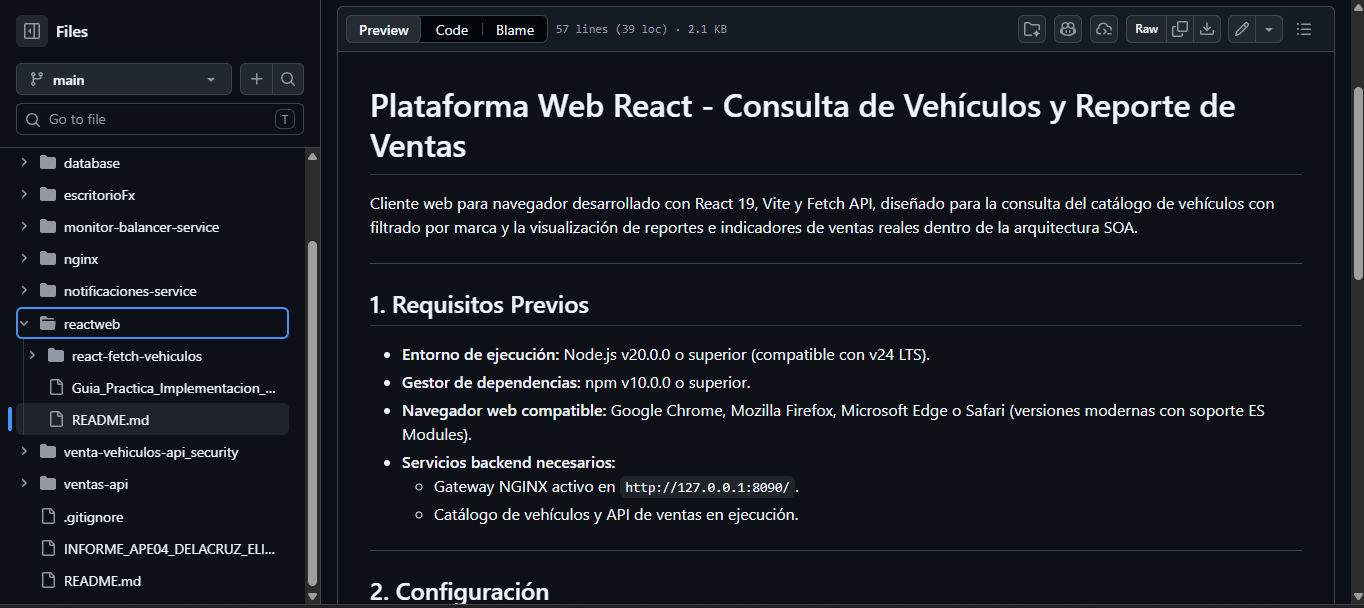 Files
main
Go to file
T
database
escritorioFx
monitor-balancer-service
nginx
notificaciones-service
reactweb
react-fetch-vehiculos
Guia_Practica_Implementacion_...
README.md
venta-vehiculos-api_security
ventas-api
.gitignore
INFORME_APE04_DELACRUZ_ELI...
README.md
Preview Code Blame 57 lines (39 loc) · 2.1 KB Raw
Plataforma Web React - Consulta de Vehículos y Reporte de
Ventas
Cliente web para navegador desarrollado con React 19, Vite y Fetch API, diseñado para la consulta del catálogo de vehículos con
filtrado por marca y la visualización de reportes e indicadores de ventas reales dentro de la arquitectura SOA.
1. Requisitos Previos
• Entorno de ejecución: Node.js v20.0.0 o superior (compatible con v24 LTS).
• Gestor de dependencias: npm v10.0.0 o superior.
• Navegador web compatible: Google Chrome, Mozilla Firefox, Microsoft Edge o Safari (versiones modernas con soporte ES
Modules).
• Servicios backend necesarios:
○ Gateway NGINX activo en http://127.0.0.1:8090/ .
○ Catálogo de vehículos y API de ventas en ejecución.
2. Configuración